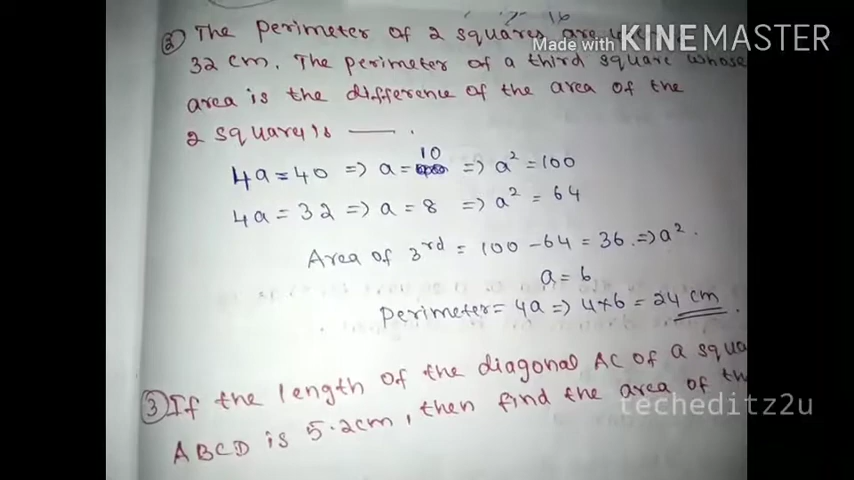 ② The perimeter of 2 squares are
Made with KINEMASTER
32 cm. The perimeter of a third square whose
area is the difference of the area of the
2 square is ___ .
4a = 40 => a = 10 => a² = 100
4a = 32 => a = 8 => a² = 64
Area of 3rd = 100 - 64 = 36 => a².
a = 6
Perimeter = 4a => 4×6 = 24 cm.
③ If the length of the diagonal AC of a squa
techeditz2u
ABCD is 5.2cm, then find the area of th